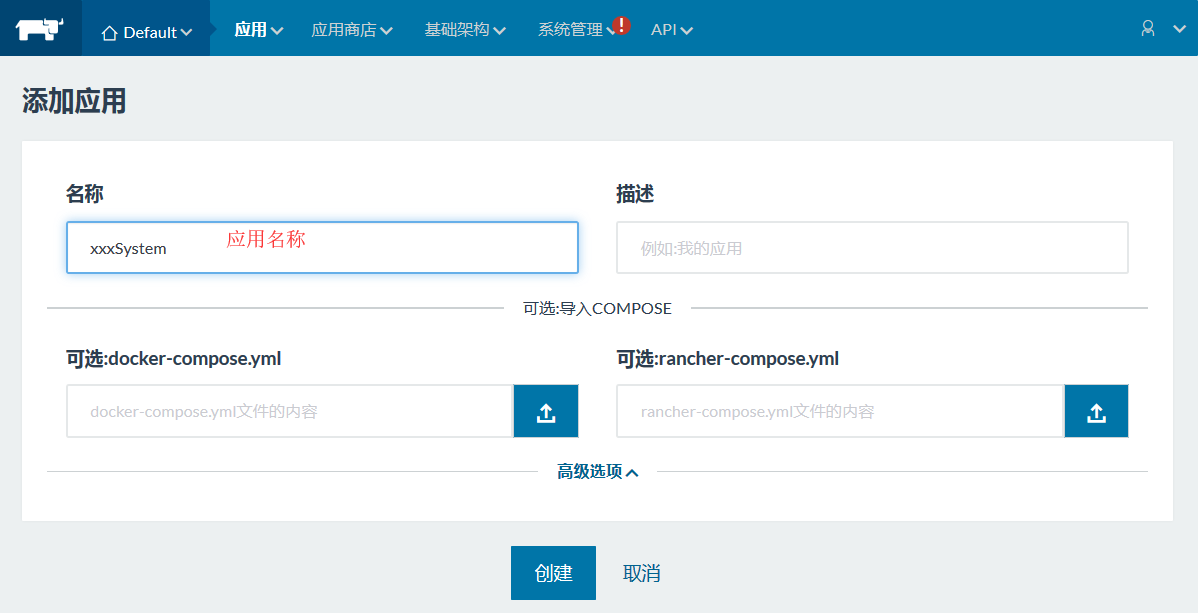 Default 应用 应用商店 基础架构 系统管理 ! API
添加应用
名称 描述
xxxSystem 应用名称 例如:我的应用
可选:导入COMPOSE
可选:docker-compose.yml 可选:rancher-compose.yml
docker-compose.yml文件的内容 rancher-compose.yml文件的内容
高级选项
创建 取消